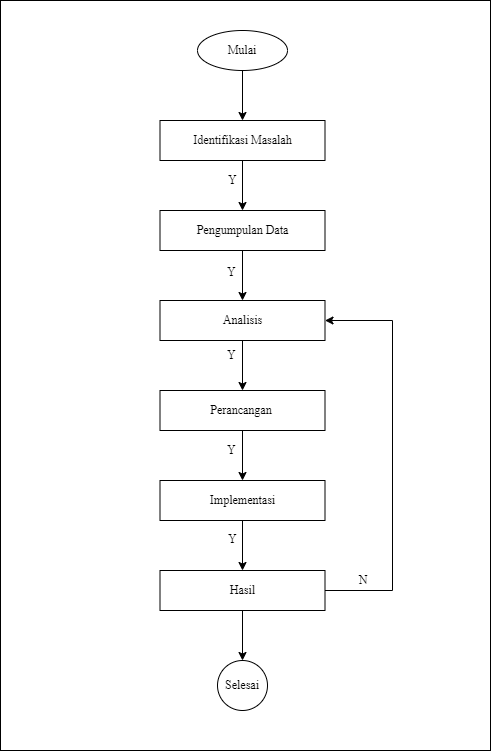 Mulai
Identifikasi Masalah
Y
Pengumpulan Data
Y
Analisis
Y
Perancangan
Y
Implementasi
Y
Hasil
N
Selesai